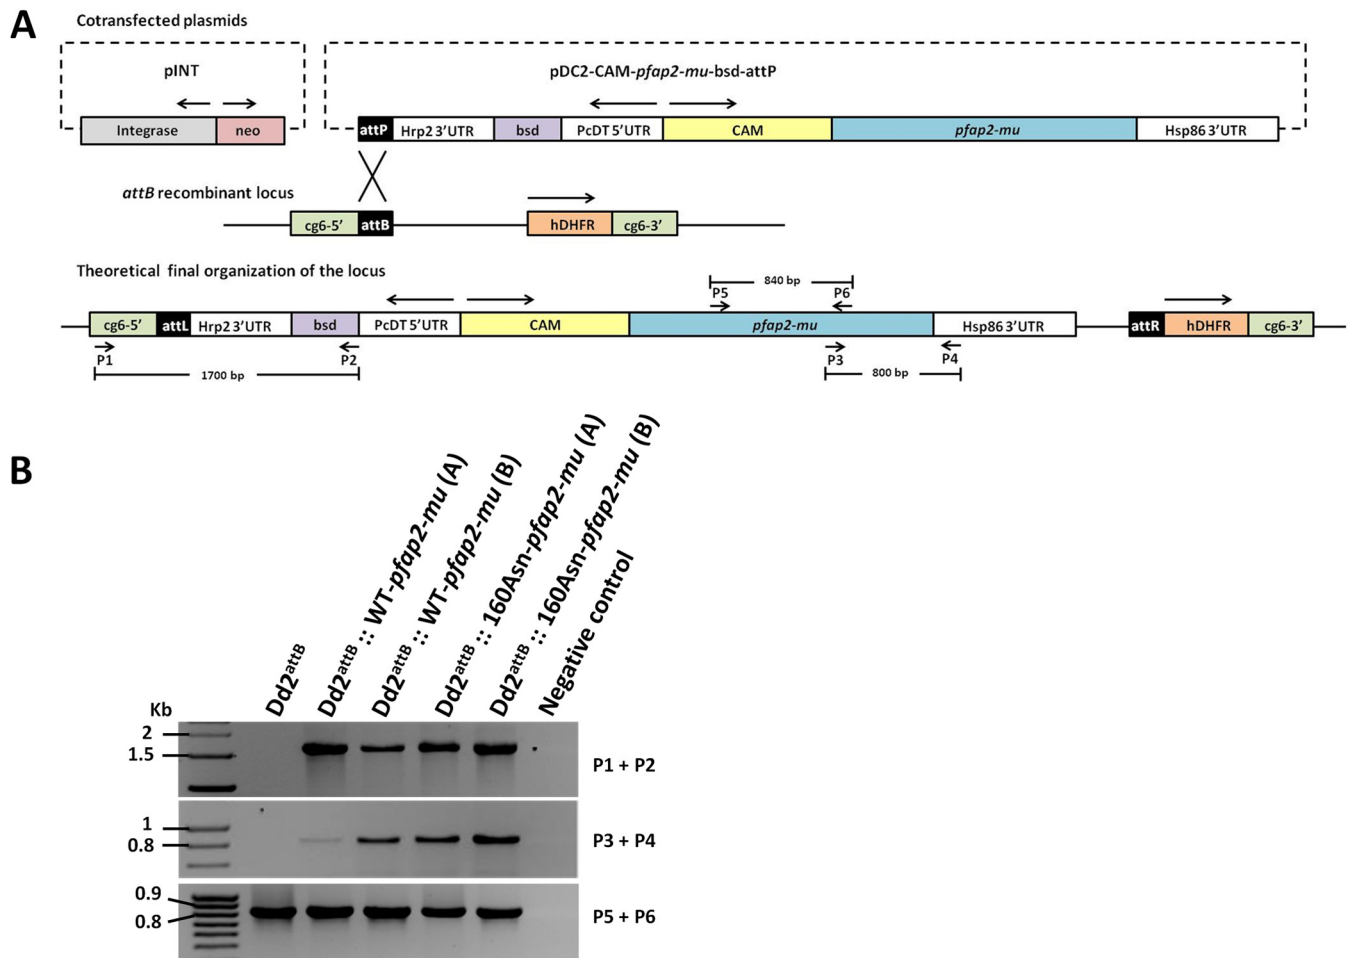 A
Cotransfected plasmids
pINT
pDC2-CAM-pfap2-mu-bsd-attP
Integrase neo
attP Hrp2 3’UTR bsd PcDT 5’UTR CAM pfap2-mu Hsp86 3’UTR
attB recombinant locus
cg6-5’ attB hDHFR cg6-3’
Theoretical final organization of the locus
840 bp
P5 P6
cg6-5’ attL Hrp2 3’UTR bsd PcDT 5’UTR CAM pfap2-mu Hsp86 3’UTR attR hDHFR cg6-3’
P1 P2 P3 P4
1700 bp 800 bp
B
Dd2attB
Dd2attB :: WT-pfap2-mu (A)
Dd2attB :: WT-pfap2-mu (B)
Dd2attB :: 160Asn-pfap2-mu (A)
Dd2attB :: 160Asn-pfap2-mu (B)
Negative control
Kb
2
1.5
P1 + P2
1
0.8
P3 + P4
0.9
0.8
P5 + P6